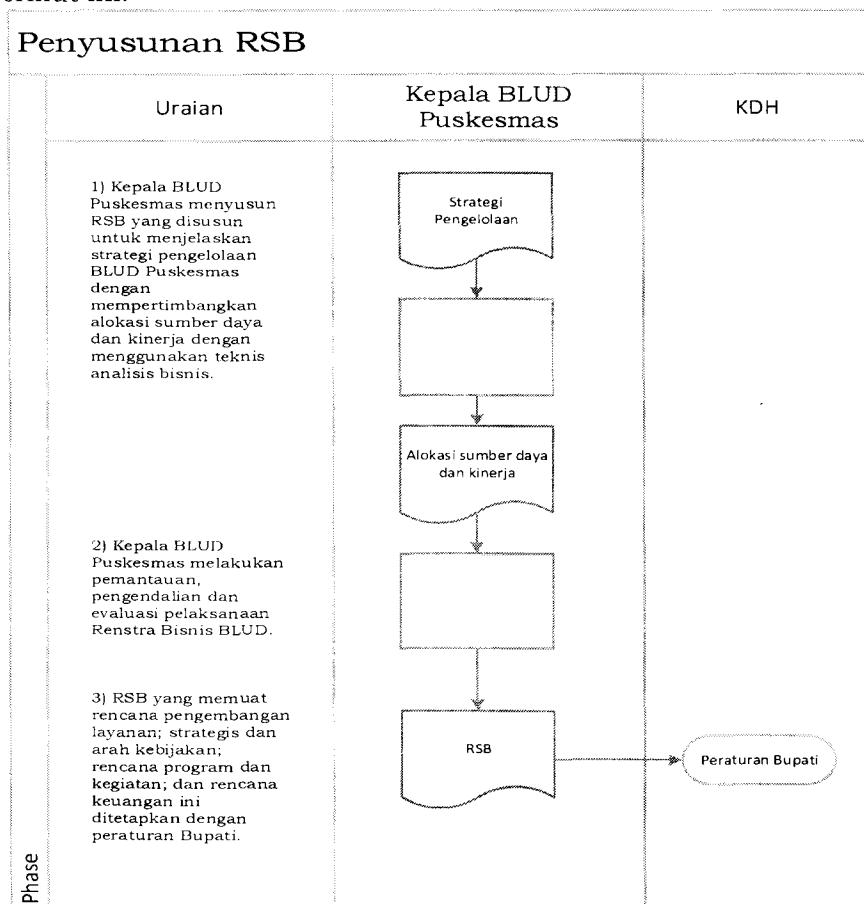 Penyusunan RSB
Uraian
Kepala BLUD
Puskesmas
KDH
1) Kepala BLUD
Puskesmas menyusun
RSB yang disusun
untuk menjelaskan
strategi pengelolaan
BLUD Puskesmas
dengan
mempertimbangkan
alokasi sumber daya
dan kinerja dengan
menggunakan teknis
analisis bisnis.
Strategi
Pengelolaan
Alokasi sumber daya
dan kinerja
2) Kepala BLUD
Puskesmas melakukan
pemantauan,
pengendalian dan
evaluasi pelaksanaan
Renstra Bisnis BLUD.
3) RSB yang memuat
rencana pengembangan
layanan; strategis dan
arah kebijakan;
rencana program dan
kegiatan; dan rencana
keuangan ini
ditetapkan dengan
peraturan Bupati.
RSB
Peraturan Bupati
Phase